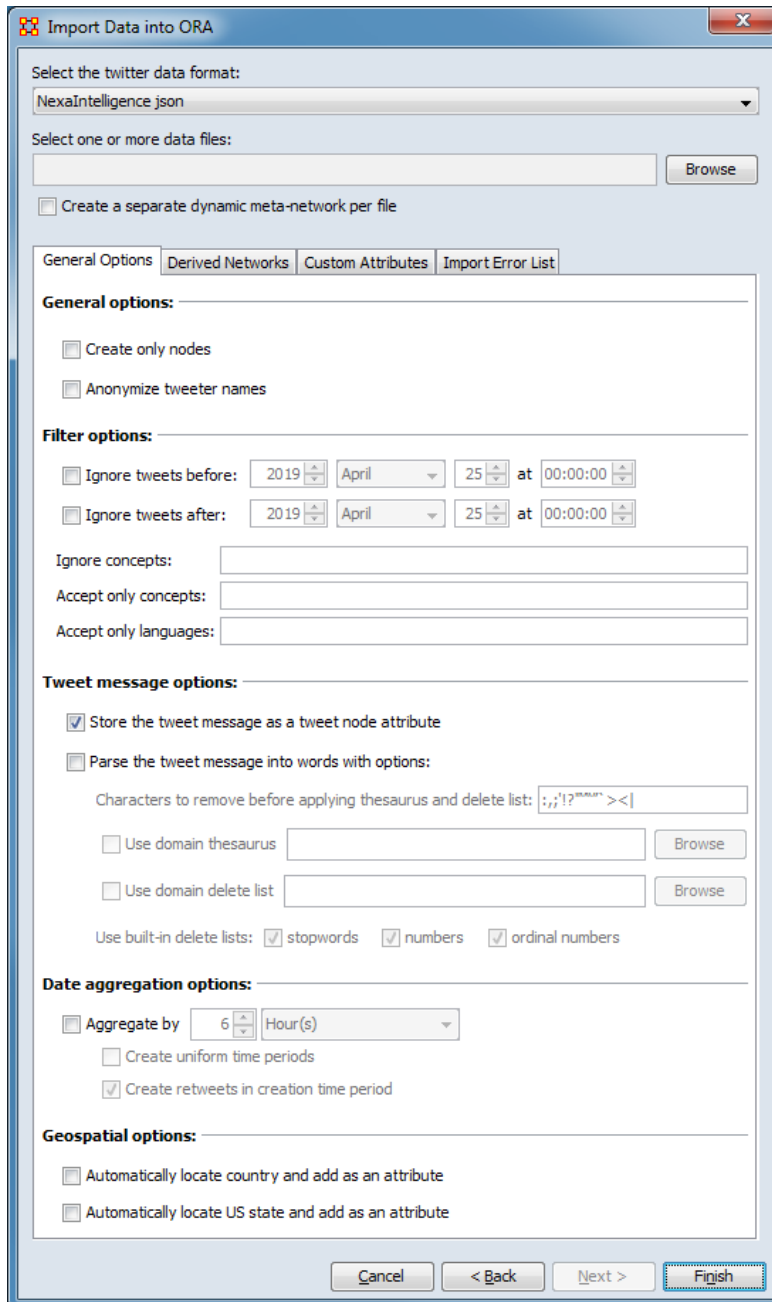 Import Data into ORA
Select the twitter data format:
NexaIntelligence json
Select one or more data files:
Browse
Create a separate dynamic meta-network per file
General Options Derived Networks Custom Attributes Import Error List
General options:
Create only nodes
Anonymize tweeter names
Filter options:
Ignore tweets before: 2019 April 25 at 00:00:00
Ignore tweets after: 2019 April 25 at 00:00:00
Ignore concepts:
Accept only concepts:
Accept only languages:
Tweet message options:
Store the tweet message as a tweet node attribute
Parse the tweet message into words with options:
Characters to remove before applying thesaurus and delete list:
Use domain thesaurus Browse
Use domain delete list Browse
Use built-in delete lists: stopwords numbers ordinal numbers
Date aggregation options:
Aggregate by 6 Hour(s)
Create uniform time periods
Create retweets in creation time period
Geospatial options:
Automatically locate country and add as an attribute
Automatically locate US state and add as an attribute
Cancel < Back Next > Finish